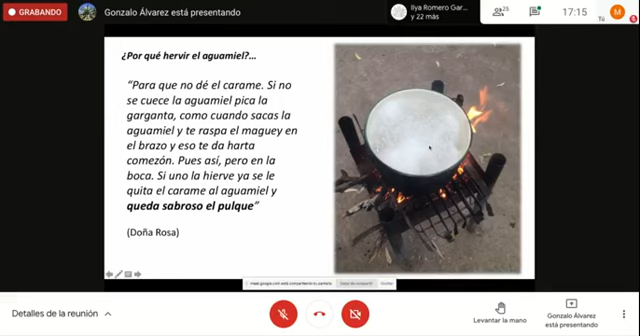 GRABANDO
Gonzalo Álvarez está presentando
Ilya Romero Gar...
y 22 más
23
17:15
Tú
M
¿Por qué hervir el aguamiel?...
“Para que no dé el carame. Si no
se cuece la aguamiel pica la
garganta, como cuando sacas la
aguamiel y te raspa el maguey en
el brazo y eso te da harta
comezón. Pues así, pero en la
boca. Si uno la hierve ya se le
quita el carame al aguamiel y
queda sabroso el pulque”
(Doña Rosa)
Detalles de la reunión
Levantar la mano
Gonzalo Álvarez
está presentando